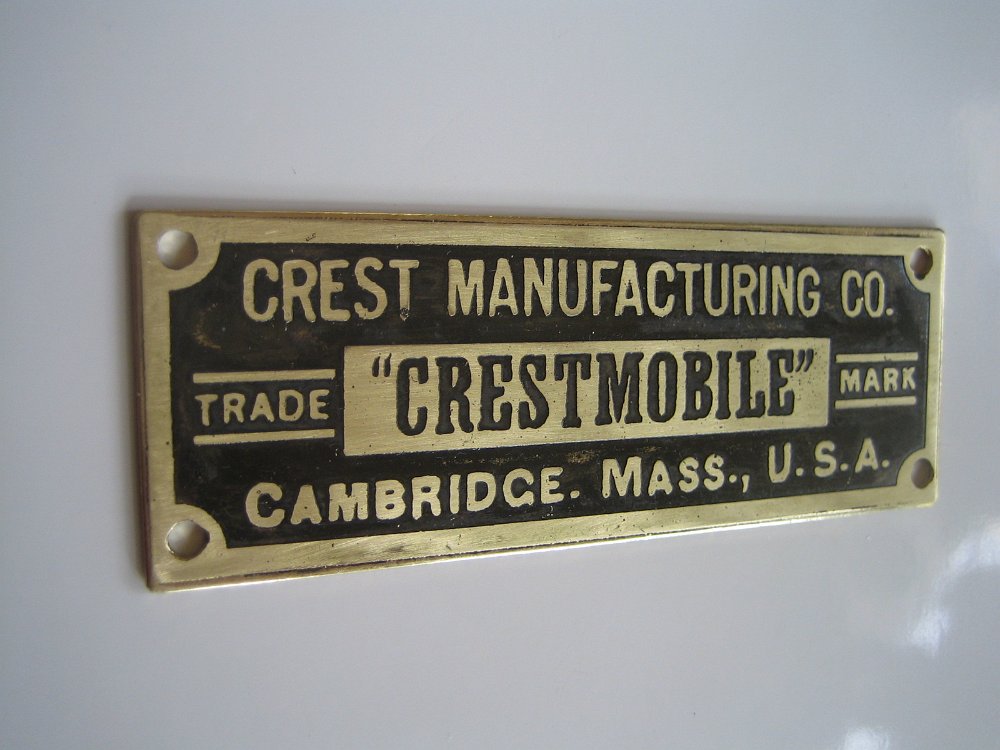 CREST MANUFACTURING CO.
TRADE "CRESTMOBILE" MARK
CAMBRIDGE. MASS., U.S.A.